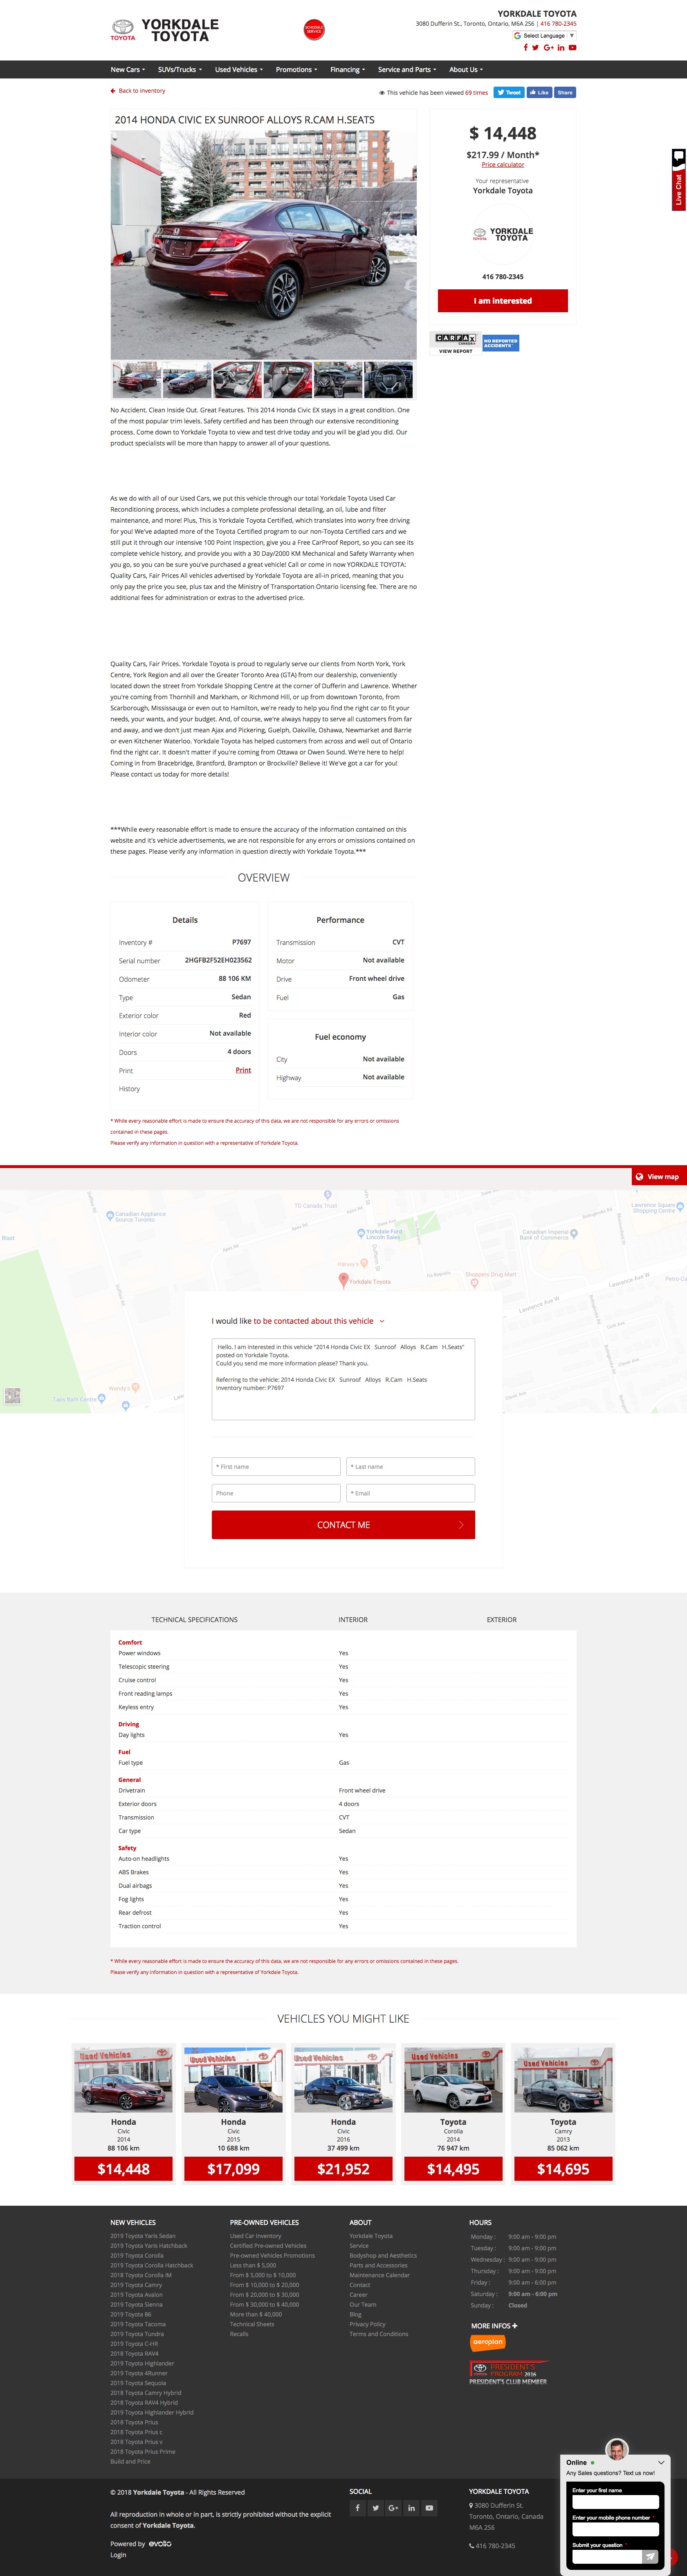 YORKDALE TOYOTA
YORKDALE
TOYOTA
TOYOTA
SCHEDULE
SERVICE
3080 Dufferin St., Toronto, Ontario, M6A 2S6 | 416 780-2345
Select Language ▼
New Cars
SUVs/Trucks
Used Vehicles
Promotions
Financing
Service and Parts
About Us
Back to inventory
This vehicle has been viewed 69 times
Tweet
Like
Share
2014 HONDA CIVIC EX SUNROOF ALLOYS R.CAM H.SEATS
$ 14,448
$217.99 / Month*
Price calculator
Your representative
Yorkdale Toyota
YORKDALE
TOYOTA
416 780-2345
I am interested
Live Chat
CARFAX
CANADA
VIEW REPORT
NO REPORTED
ACCIDENTS
No Accident. Clean Inside Out. Great Features. This 2014 Honda Civic EX stays in a great condition. One
of the most popular trim levels. Safety certified and has been through our extensive reconditioning
process. Come down to Yorkdale Toyota to view and test drive today and you will be glad you did. Our
product specialists will be more than happy to answer all of your questions.
As we do with all of our Used Cars, we put this vehicle through our total Yorkdale Toyota Used Car
Reconditioning process, which includes a complete professional detailing, an oil, lube and filter
maintenance, and more! Plus, This is Yorkdale Toyota Certified, which translates into worry free driving
for you! We've adapted more of the Toyota Certified program to our non-Toyota Certified cars and we
still put it through our intensive 100 Point Inspection, give you a Free CarProof Report, so you can see its
complete vehicle history, and provide you with a 30 Day/2000 KM Mechanical and Safety Warranty when
you go, so you can be sure you've purchased a great vehicle! Call or come in now YORKDALE TOYOTA:
Quality Cars, Fair Prices All vehicles advertised by Yorkdale Toyota are all-in priced, meaning that you
only pay the price you see, plus tax and the Ministry of Transportation Ontario licensing fee. There are no
additional fees for administration or extras to the advertised price.
Quality Cars, Fair Prices. Yorkdale Toyota is proud to regularly serve our clients from North York, York
Centre, York Region and all over the Greater Toronto Area (GTA) from our dealership, conveniently
located down the street from Yorkdale Shopping Centre at the corner of Dufferin and Lawrence. Whether
you're coming from Thornhill and Markham, or Richmond Hill, or up from downtown Toronto, from
Scarborough, Mississauga or even out to Hamilton, we're ready to help you find the right car to fit your
needs, your wants, and your budget. And, of course, we're always happy to serve all customers from far
and away, and we don't just mean Ajax and Pickering, Guelph, Oakville, Oshawa, Newmarket and Barrie
or even Kitchener Waterloo. Yorkdale Toyota has helped customers from across and well out of Ontario
find the right car. It doesn't matter if you're coming from Ottawa or Owen Sound. We're here to help!
Coming in from Bracebridge, Brantford, Brampton or Brockville? Believe it! We've got a car for you!
Please contact us today for more details!
***While every reasonable effort is made to ensure the accuracy of the information contained on this
website and it's vehicle advertisements, we are not responsible for any errors or omissions contained on
these pages. Please verify any information in question directly with Yorkdale Toyota.***
OVERVIEW
Details
Inventory # P7697
Serial number 2HGFB2F52EH023562
Odometer 88 106 KM
Type Sedan
Exterior color Red
Interior color Not available
Doors 4 doors
Print Print
History
Performance
Transmission CVT
Motor Not available
Drive Front wheel drive
Fuel Gas
Fuel economy
City Not available
Highway Not available
* While every reasonable effort is made to ensure the accuracy of this data, we are not responsible for any errors or omissions
contained in these pages.
Please verify any information in question with a representative of Yorkdale Toyota.
View map
TD Canada Trust
Canadian Appliance
Source Toronto
Yorkdale Ford
Lincoln Sales
Canadian Imperial
Bank of Commerce
Lawrence Square
Shopping Centre
Harvey's
Yorkdale Toyota
Shoppers Drug Mart
Lawrence Ave W
Petro-Ca
Wendy's
I would like to be contacted about this vehicle
Hello. I am interested in this vehicle "2014 Honda Civic EX Sunroof Alloys R.Cam H.Seats"
posted on Yorkdale Toyota.
Could you send me more information please? Thank you.
Referring to the vehicle: 2014 Honda Civic EX Sunroof Alloys R.Cam H.Seats
Inventory number: P7697
* First name
* Last name
Phone
* Email
CONTACT ME
TECHNICAL SPECIFICATIONS
INTERIOR
EXTERIOR
Comfort
Power windows Yes
Telescopic steering Yes
Cruise control Yes
Front reading lamps Yes
Keyless entry Yes
Driving
Day lights Yes
Fuel
Fuel type Gas
General
Drivetrain Front wheel drive
Exterior doors 4 doors
Transmission CVT
Car type Sedan
Safety
Auto-on headlights Yes
ABS Brakes Yes
Dual airbags Yes
Fog lights Yes
Rear defrost Yes
Traction control Yes
* While every reasonable effort is made to ensure the accuracy of this data, we are not responsible for any errors or omissions contained in these pages.
Please verify any information in question with a representative of Yorkdale Toyota.
VEHICLES YOU MIGHT LIKE
Honda
Civic
2014
88 106 km
$14,448
Honda
Civic
2015
10 688 km
$17,099
Honda
Civic
2016
37 499 km
$21,952
Toyota
Corolla
2014
76 947 km
$14,495
Toyota
Camry
2013
85 062 km
$14,695
NEW VEHICLES
2019 Toyota Yaris Sedan
2019 Toyota Yaris Hatchback
2019 Toyota Corolla
2019 Toyota Corolla Hatchback
2018 Toyota Corolla IM
2019 Toyota Camry
2019 Toyota Avalon
2019 Toyota Sienna
2019 Toyota 86
2019 Toyota Tacoma
2019 Toyota Tundra
2019 Toyota C-HR
2018 Toyota RAV4
2019 Toyota Highlander
2019 Toyota 4Runner
2019 Toyota Sequoia
2018 Toyota Camry Hybrid
2018 Toyota RAV4 Hybrid
2019 Toyota Highlander Hybrid
2018 Toyota Prius
2018 Toyota Prius c
2018 Toyota Prius v
2018 Toyota Prius Prime
Build and Price
PRE-OWNED VEHICLES
Used Car Inventory
Certified Pre-owned Vehicles
Pre-owned Vehicles Promotions
Less than $ 5,000
From $ 5,000 to $ 10,000
From $ 10,000 to $ 20,000
From $ 20,000 to $ 30,000
From $ 30,000 to $ 40,000
More than $ 40,000
Technical Sheets
Recalls
ABOUT
Yorkdale Toyota
Service
Bodyshop and Aesthetics
Parts and Accessories
Maintenance Calendar
Contact
Career
Our Team
Blog
Privacy Policy
Terms and Conditions
HOURS
Monday : 9:00 am - 9:00 pm
Tuesday : 9:00 am - 9:00 pm
Wednesday : 9:00 am - 9:00 pm
Thursday : 9:00 am - 9:00 pm
Friday : 9:00 am - 6:00 pm
Saturday : 9:00 am - 6:00 pm
Sunday : Closed
MORE INFOS
aeroplan
PRESIDENT'S
PROGRAM 2016
PRESIDENT'S CLUB MEMBER
© 2018 Yorkdale Toyota - All Rights Reserved
All reproduction in whole or in part, is strictly prohibited without the explicit
consent of Yorkdale Toyota.
Powered by evolio
Login
SOCIAL
YORKDALE TOYOTA
3080 Dufferin St.
Toronto, Ontario, Canada
M6A 2S6
416 780-2345
Online
Any Sales questions? Text us now!
Enter your first name
Enter your mobile phone number *
Submit your question *